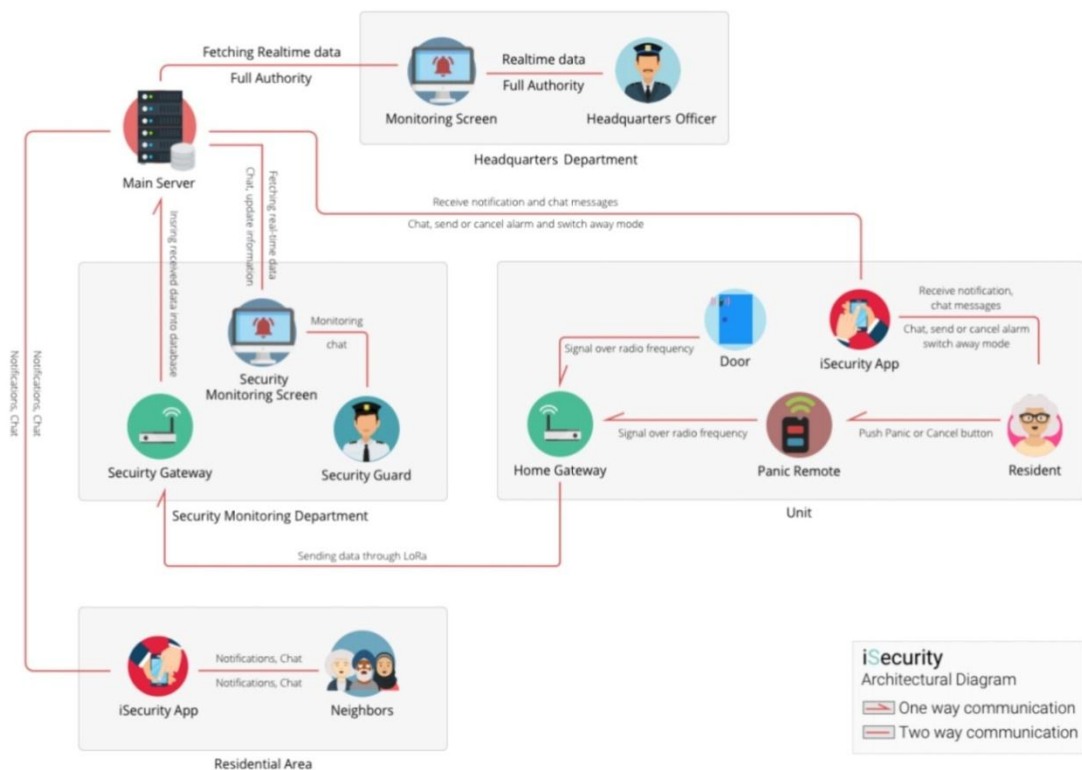 Fetching Realtime data
Full Authority
Monitoring Screen
Realtime data
Full Authority
Headquarters Officer
Headquarters Department
Main Server
Receive notification and chat messages
Chat, send or cancel alarm and switch away mode
Insring received data into database
Fetching real-time data
Chat, update information
Notifications, Chat
Notifications, Chat
Monitoring
chat
Security
Monitoring Screen
Secuirty Gateway
Security Guard
Security Monitoring Department
Signal over radio frequency
Door
iSecurity App
Receive notification,
chat messages
Chat, send or cancel alarm
switch away mode
Home Gateway
Signal over radio frequency
Panic Remote
Push Panic or Cancel button
Resident
Unit
Sending data through LoRa
iSecurity App
Notifications, Chat
Notifications, Chat
Neighbors
Residential Area
iSecurity
Architectural Diagram
One way communication
Two way communication